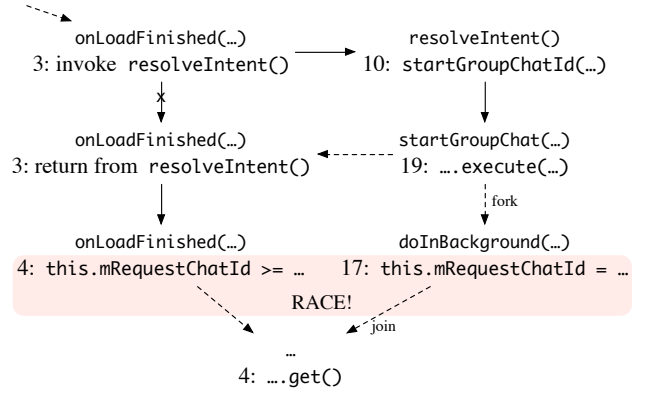 onLoadFinished(…)
3: invoke resolveIntent()
resolveIntent()
10: startGroupChatId(…)
x
onLoadFinished(…)
3: return from resolveIntent()
startGroupChat(…)
19: ….execute(…)
fork
onLoadFinished(…)
4: this.mRequestChatId >= …
doInBackground(…)
17: this.mRequestChatId = …
RACE!
join
…
4: ….get()